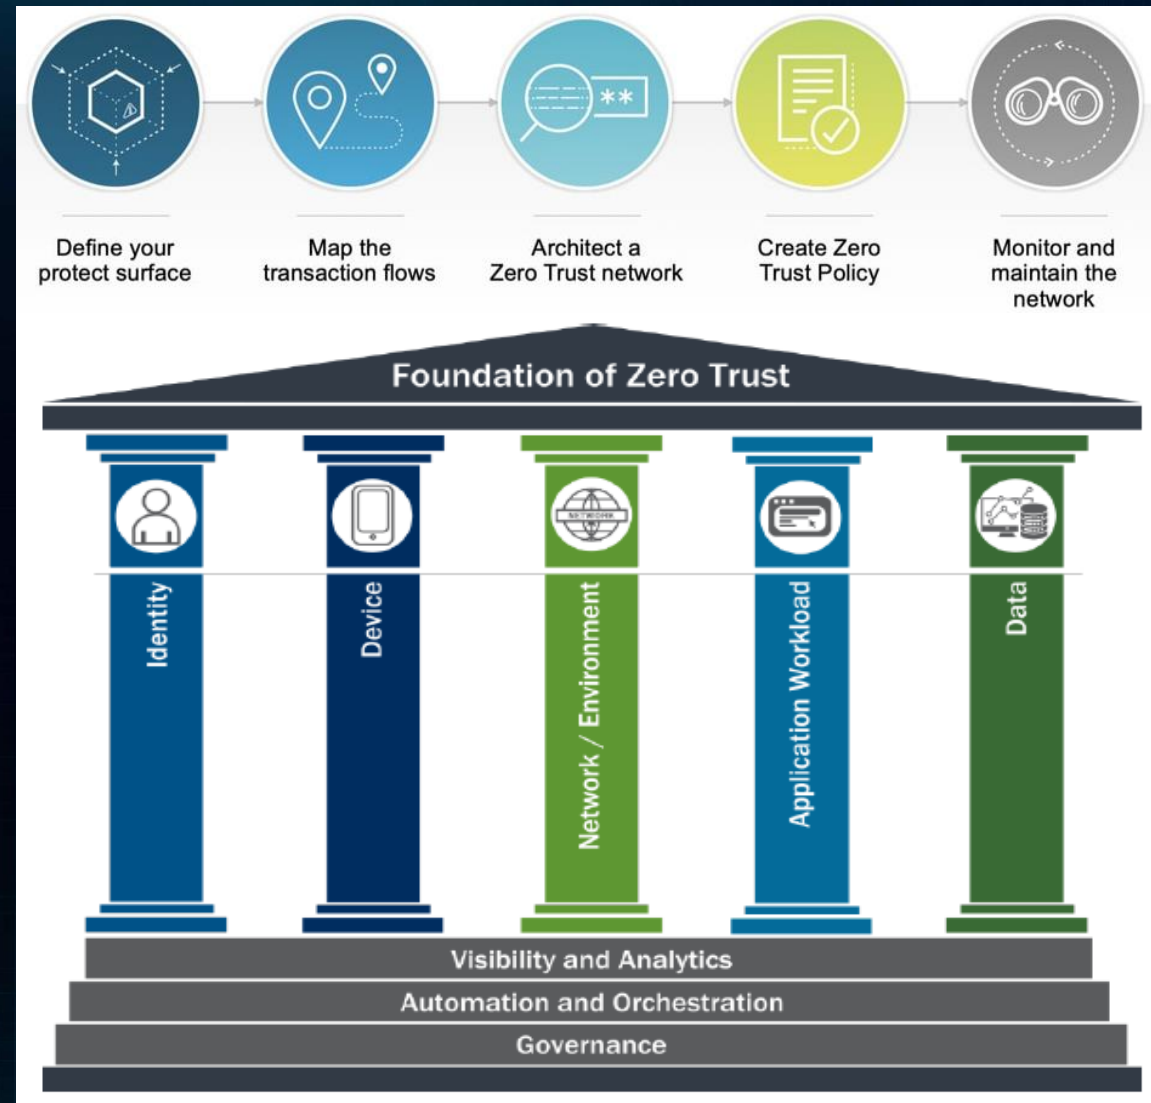 **
Define your
protect surface
Map the
transaction flows
Architect a
Zero Trust network
Create Zero
Trust Policy
Monitor and
maintain the
network
Foundation of Zero Trust
NETWORK
Identity
Device
Network / Environment
Application Workload
Data
Visibility and Analytics
Automation and Orchestration
Governance